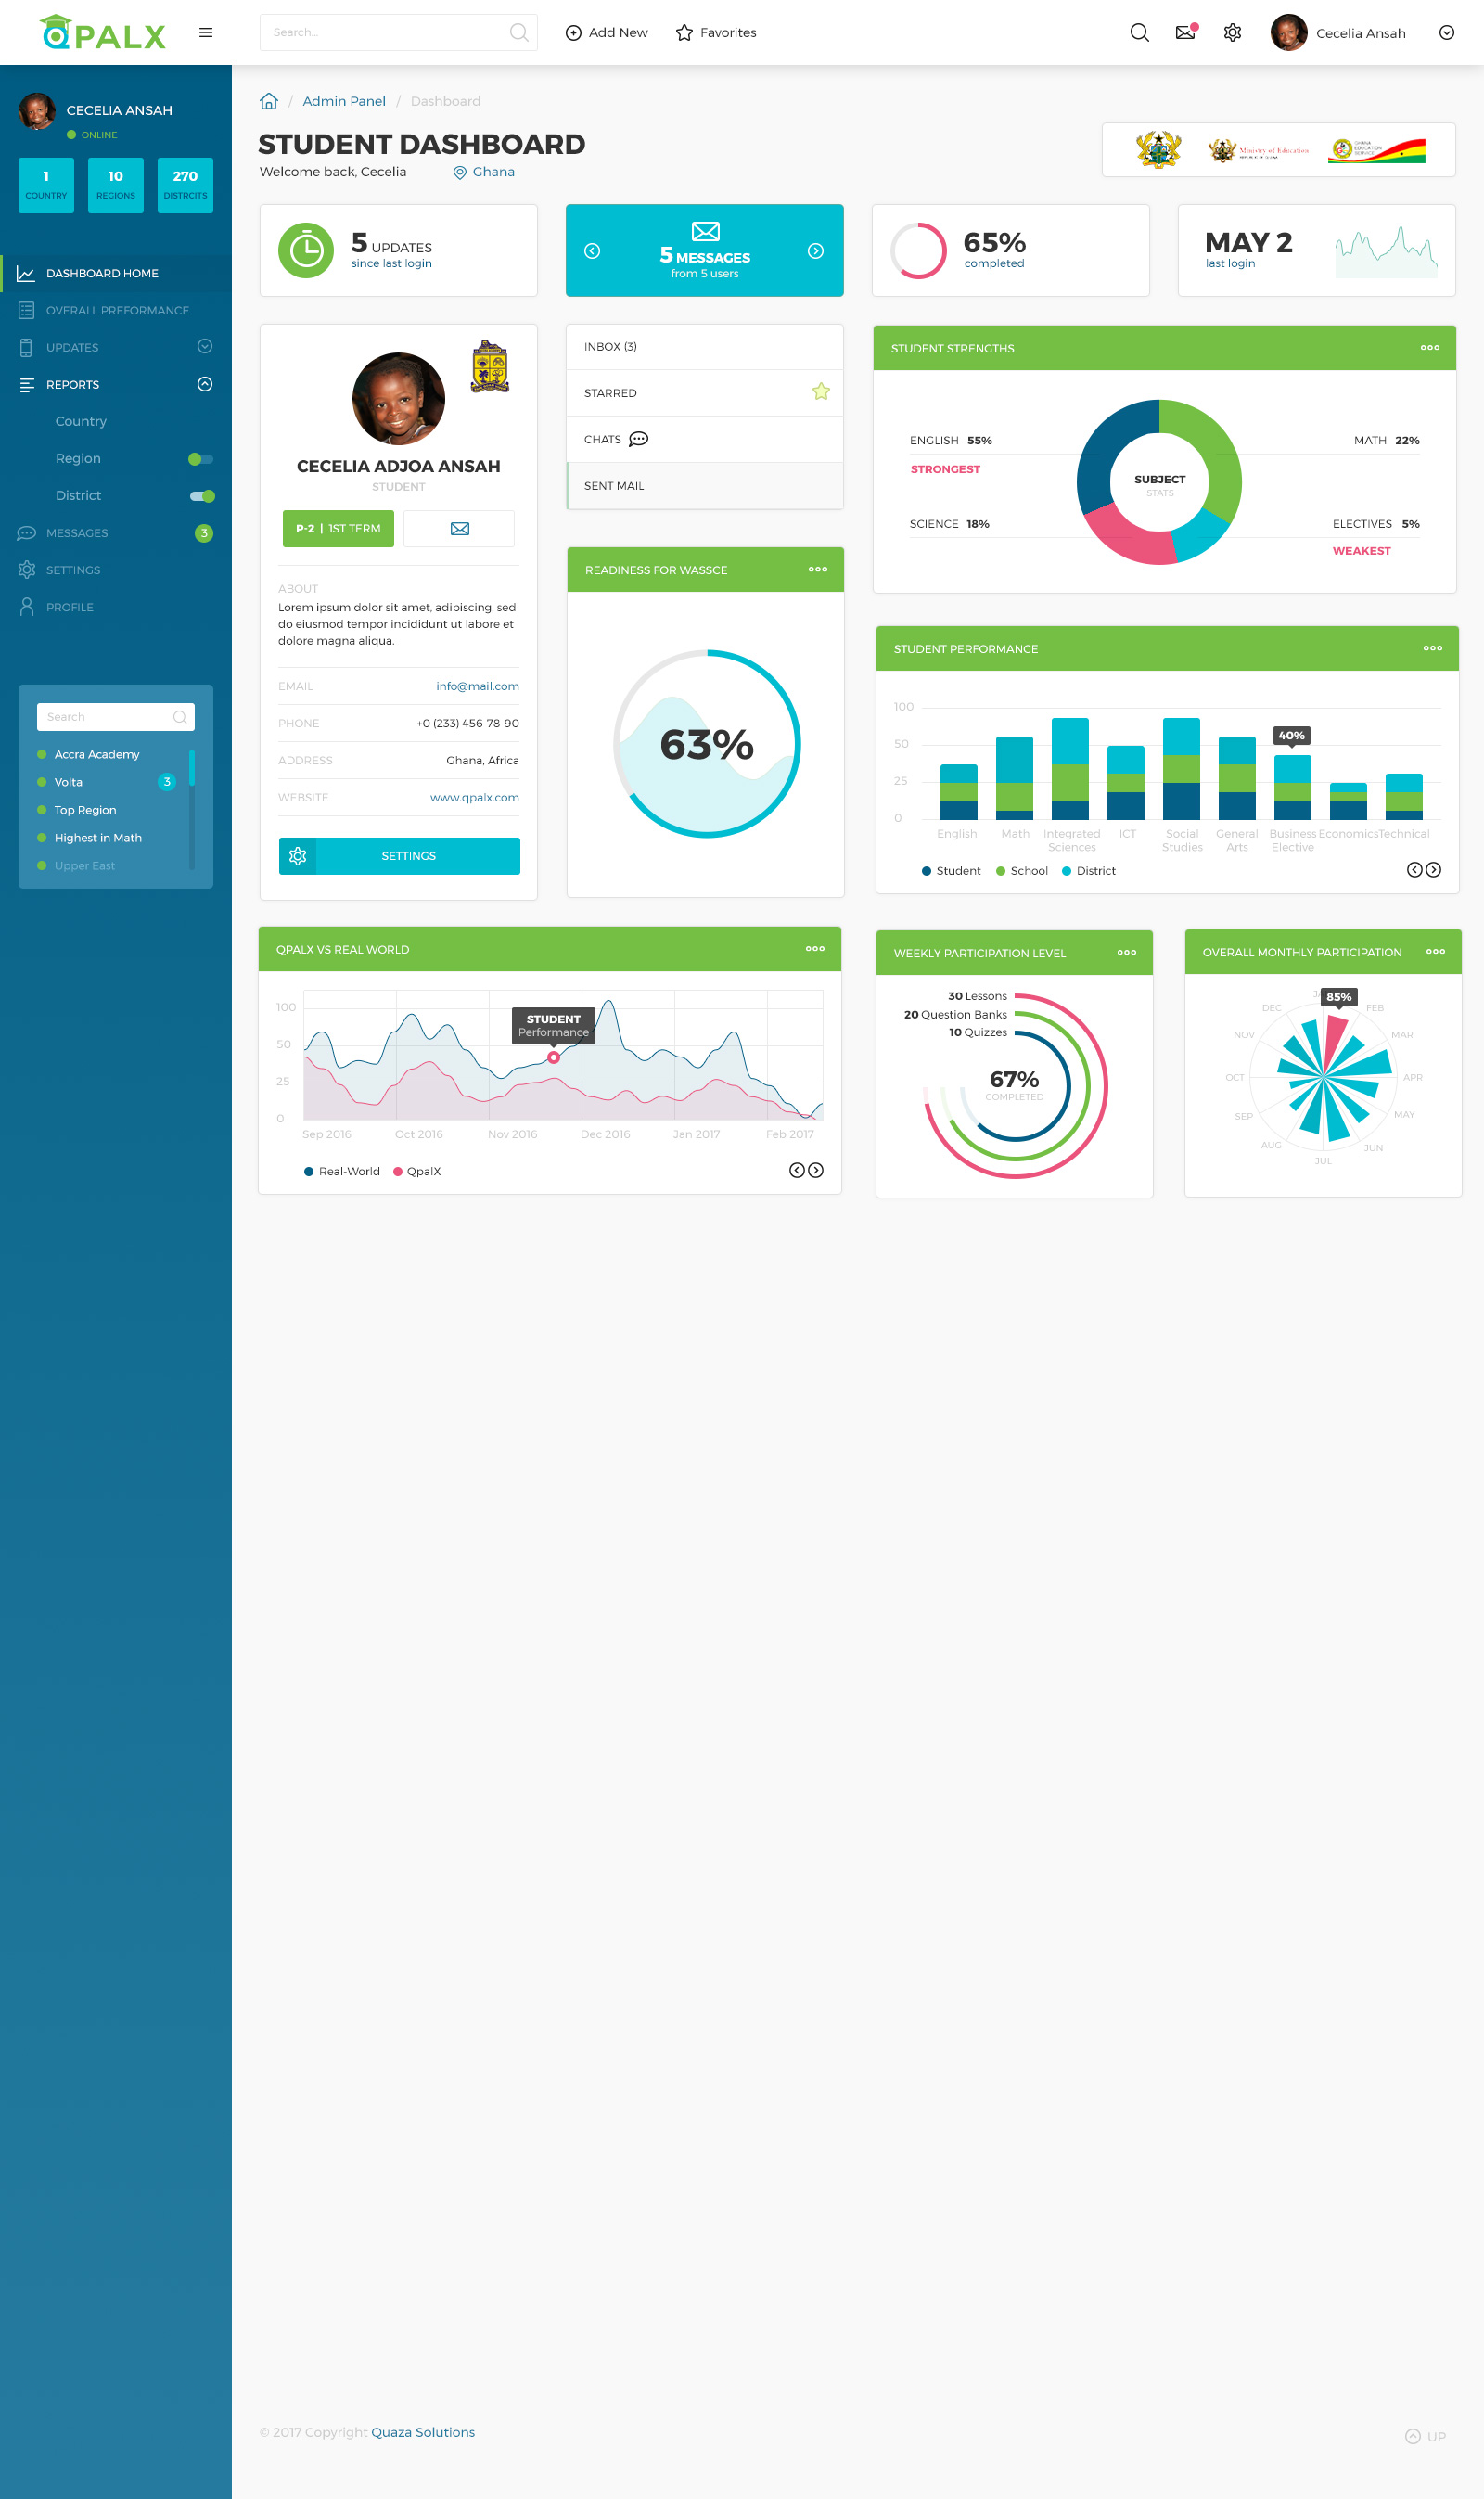 QPALX
Search...
Add New
Favorites
Cecelia Ansah
CECELIA ANSAH
ONLINE
1
COUNTRY
10
REGIONS
270
DISTRCITS
DASHBOARD HOME
OVERALL PREFORMANCE
UPDATES
REPORTS
Country
Region
District
MESSAGES
3
SETTINGS
PROFILE
Search
Accra Academy
Volta
3
Top Region
Highest in Math
Upper East
/ Admin Panel / Dashboard
STUDENT DASHBOARD
Welcome back, Cecelia
Ghana
Ministry of Education
GHANA
EDUCATION
SERVICE
5 UPDATES
since last login
5 MESSAGES
from 5 users
65%
completed
MAY 2
last login
CECELIA ADJOA ANSAH
STUDENT
P-2 | 1ST TERM
ABOUT
Lorem ipsum dolor sit amet, adipiscing, sed
do eiusmod tempor incididunt ut labore et
dolore magna aliqua.
EMAIL
info@mail.com
PHONE
+0 (233) 456-78-90
ADDRESS
Ghana, Africa
WEBSITE
www.qpalx.com
SETTINGS
INBOX (3)
STARRED
CHATS
SENT MAIL
READINESS FOR WASSCE
63%
STUDENT STRENGTHS
ENGLISH 55%
STRONGEST
MATH 22%
SUBJECT
STATS
SCIENCE 18%
ELECTIVES 5%
WEAKEST
STUDENT PERFORMANCE
100
50
25
0
40%
English
Math
Integrated
Sciences
ICT
Social
Studies
General
Arts
Business
Elective
Economics
Technical
Student
School
District
QPALX VS REAL WORLD
100
50
25
0
STUDENT
Performance
Sep 2016
Oct 2016
Nov 2016
Dec 2016
Jan 2017
Feb 2017
Real-World
QpalX
WEEKLY PARTICIPATION LEVEL
30 Lessons
20 Question Banks
10 Quizzes
67%
COMPLETED
OVERALL MONTHLY PARTICIPATION
85%
FEB
MAR
APR
MAY
JUN
JUL
AUG
SEP
OCT
NOV
DEC
© 2017 Copyright Quaza Solutions
UP